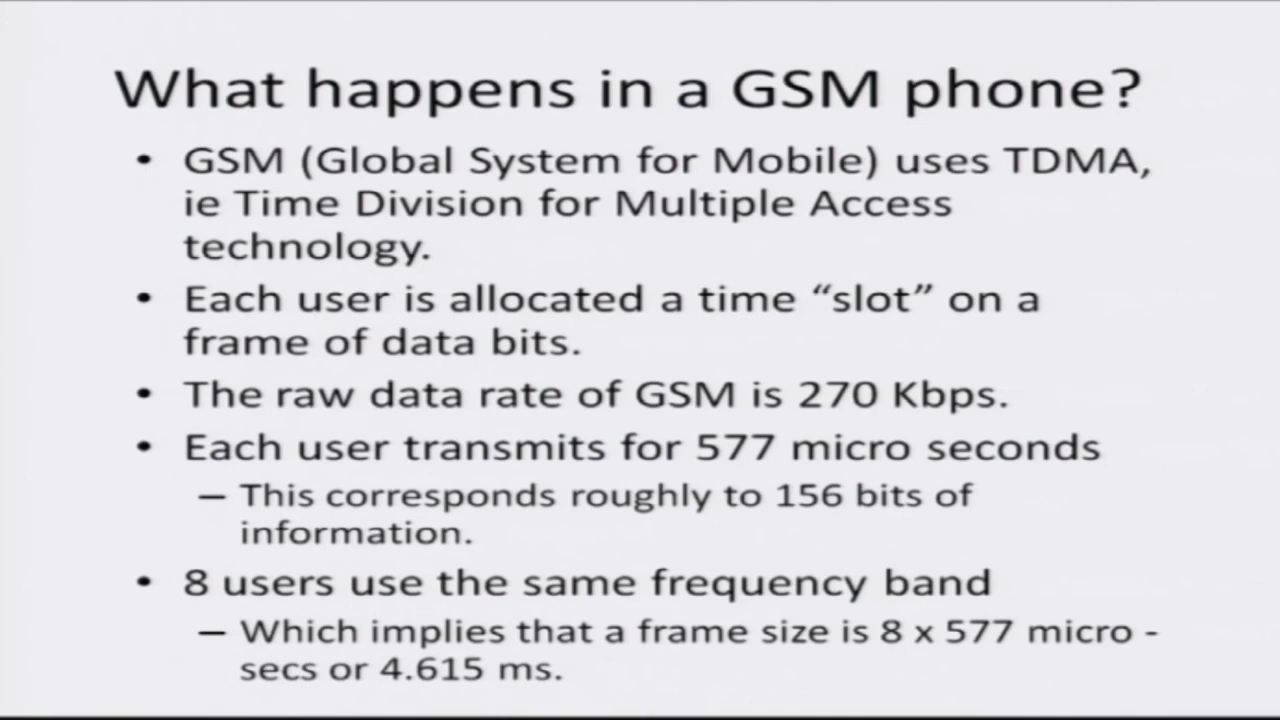 What happens in a GSM phone?
• GSM (Global System for Mobile) uses TDMA,
ie Time Division for Multiple Access
technology.
• Each user is allocated a time “slot” on a
frame of data bits.
• The raw data rate of GSM is 270 Kbps.
• Each user transmits for 577 micro seconds
– This corresponds roughly to 156 bits of
information.
• 8 users use the same frequency band
– Which implies that a frame size is 8 x 577 micro -
secs or 4.615 ms.